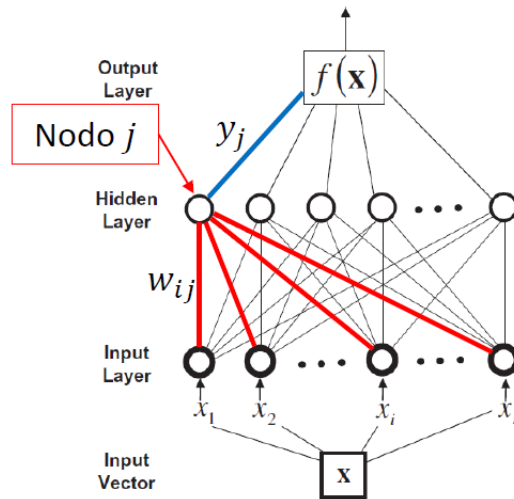 Output
Layer
f(x)
Nodo j
y_j
Hidden
Layer
w_ij
Input
Layer
x_1 x_2 x_i x
Input
Vector
x